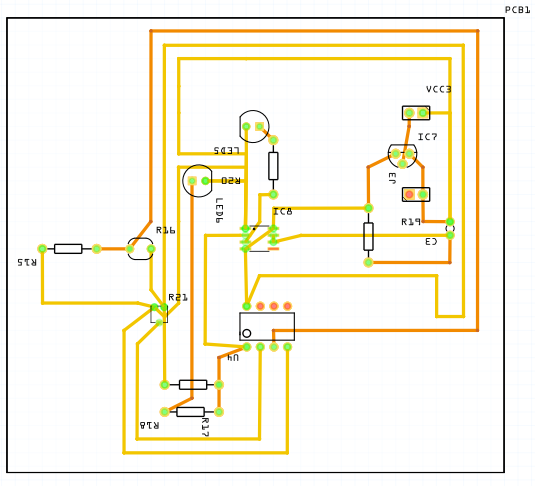 PCB1
VCC3
IC7
LED5
J3
R20
LED6
IC8
R19
C3
R16
R15
R21
U4
R18
R17